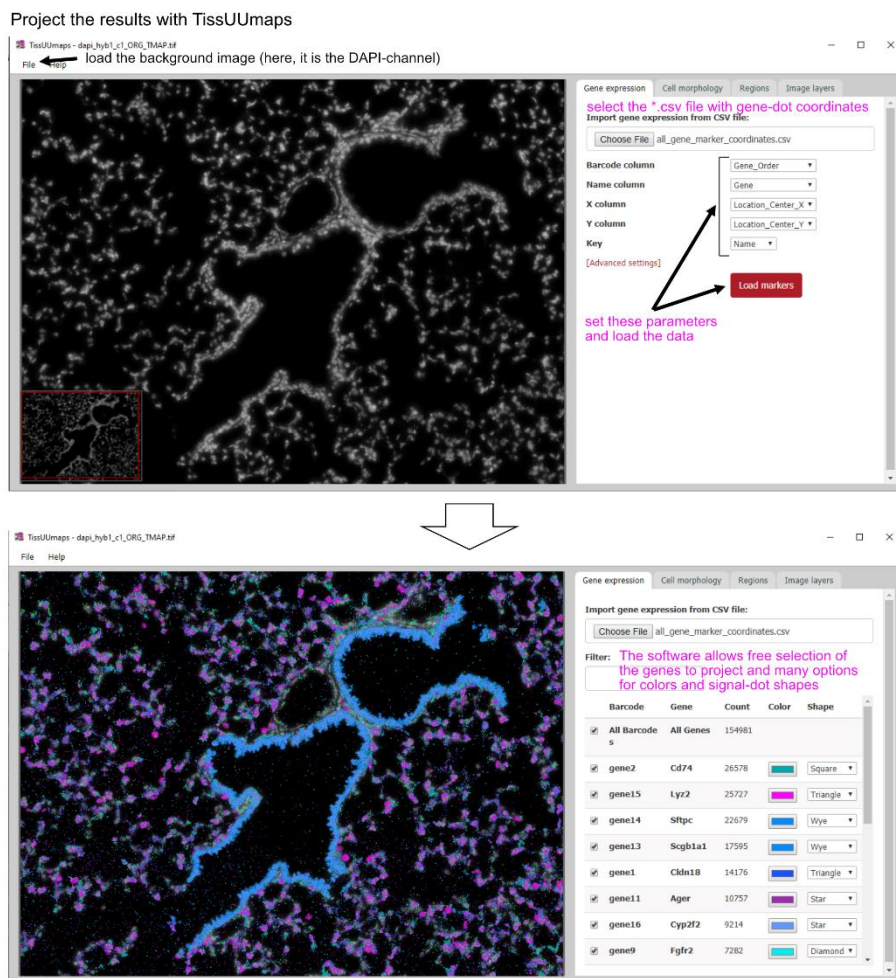 Project the results with TissUUmaps
TissUUmaps - dapi_hyb1_c1_ORG_TMAP.tif
load the background image (here, it is the DAPI-channel)
File Help
Gene expression Cell morphology Regions Image layers
select the *.csv file with gene-dot coordinates
Import gene expression from CSV file:
Choose File all_gene_marker_coordinates.csv
Barcode column Gene_Order
Name column Gene
X column Location_Center_X
Y column Location_Center_Y
Key Name
[Advanced settings]
Load markers
set these parameters
and load the data
TissUUmaps - dapi_hyb1_c1_ORG_TMAP.tif
File Help
Gene expression Cell morphology Regions Image layers
Import gene expression from CSV file:
Choose File all_gene_marker_coordinates.csv
Filter: The software allows free selection of
the genes to project and many options
for colors and signal-dot shapes
Barcode Gene Count Color Shape
All Barcode All Genes 154981
s
gene2 Cd74 26578 Square
gene15 Lyz2 25727 Triangle
gene14 Sftpc 22679 Wye
gene13 Scgb1a1 17595 Wye
gene1 Cldn18 14176 Triangle
gene11 Ager 10757 Star
gene16 Cyp2f2 9214 Star
gene9 Fgfr2 7282 Diamond